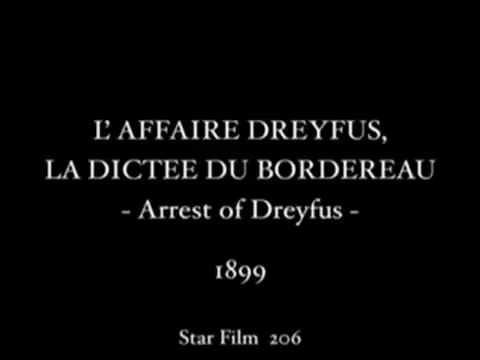 L' AFFAIRE DREYFUS,
LA DICTEE DU BORDEREAU
- Arrest of Dreyfus -
1899
Star Film 206